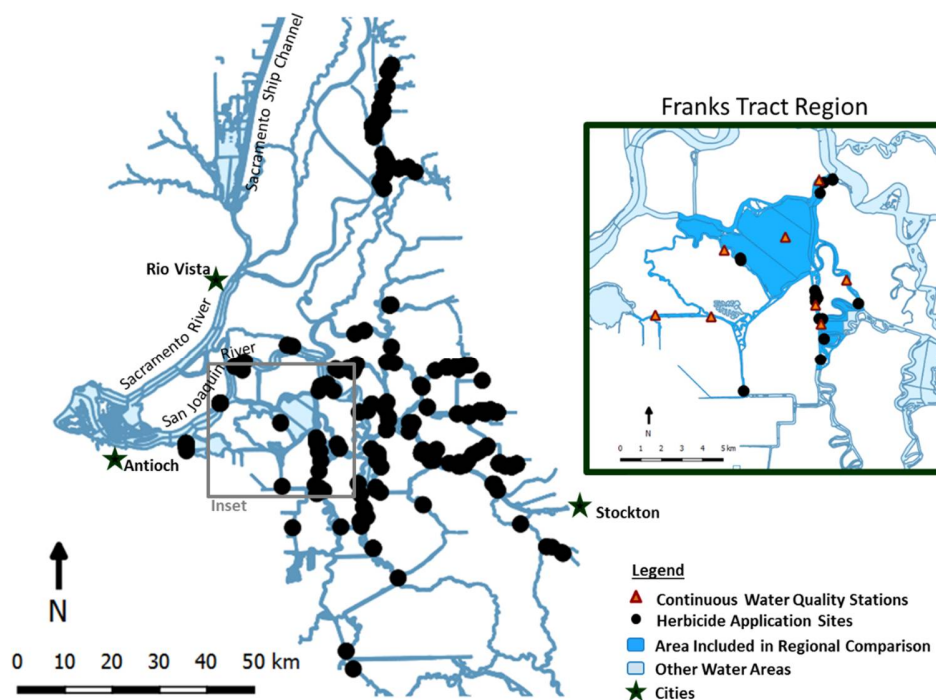 Sacramento Ship Channel
Rio Vista
Sacramento River
San Joaquin River
Antioch
Inset
Stockton
N
0 10 20 30 40 50 km
Franks Tract Region
N
0 1 2 3 4 5 km
Legend
Continuous Water Quality Stations
Herbicide Application Sites
Area Included in Regional Comparison
Other Water Areas
Cities